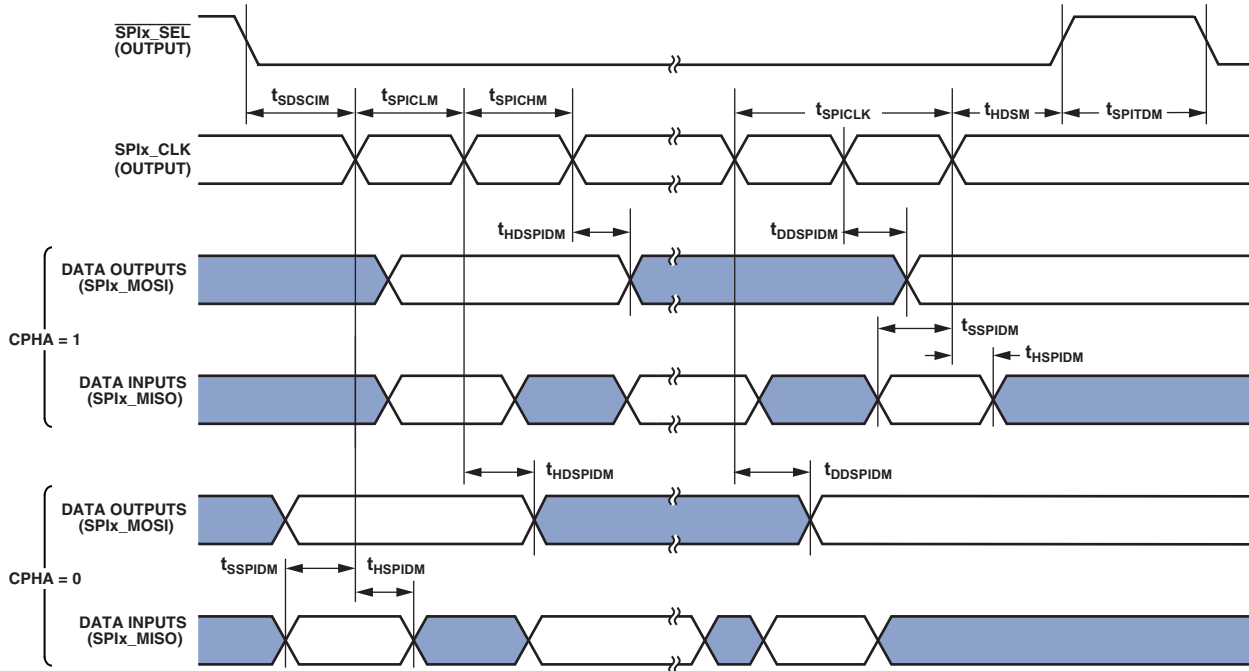 SPIx_SEL
(OUTPUT)
tSDSCIM
tSPICLM
tSPICHM
tSPICLK
tHDSM
tSPITDM
SPIx_CLK
(OUTPUT)
tHDSPIDM
tDDSPIDM
CPHA = 1
DATA OUTPUTS
(SPIx_MOSI)
tSSPIDM
tHSPIDM
DATA INPUTS
(SPIx_MISO)
tHDSPIDM
tDDSPIDM
CPHA = 0
DATA OUTPUTS
(SPIx_MOSI)
tSSPIDM
tHSPIDM
DATA INPUTS
(SPIx_MISO)